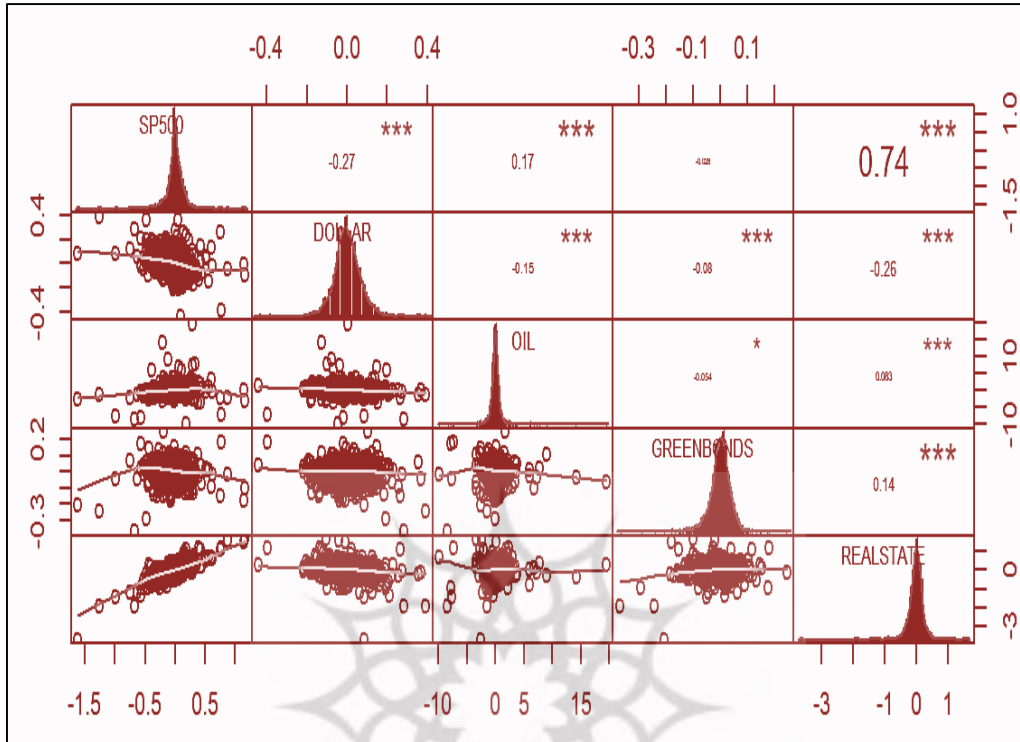 -0.4 0.0 0.4 -0.3 -0.1 0.1
SP500 *** *** ***
-0.27 0.17 -0.026 0.74
-1.5 1.0
-0.4 0.4
DOLLAR *** *** ***
-0.15 -0.08 -0.26
OIL * ***
-0.054 0.083
-10 10
-0.3 0.2
GREENBONDS ***
0.14
REALSTATE
-3 0
-1.5 -0.5 0.5 -10 0 5 15 -3 -1 0 1